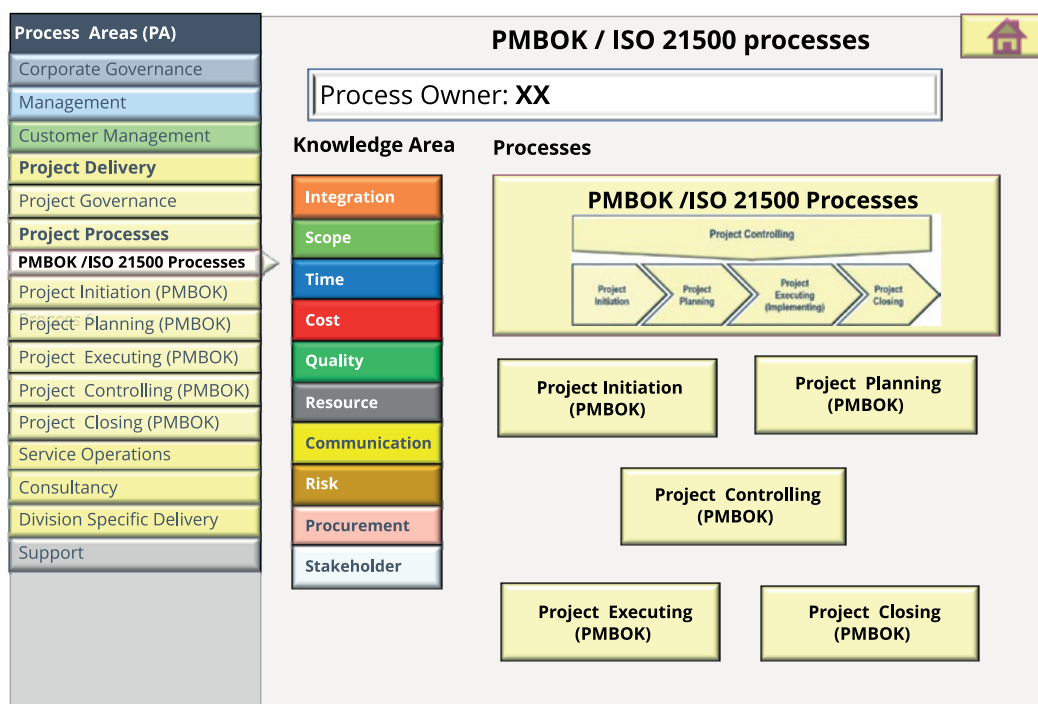 Process Areas (PA)
Corporate Governance
Management
Customer Management
Project Delivery
Project Governance
Project Processes
PMBOK /ISO 21500 Processes
Project Initiation (PMBOK)
Project Planning (PMBOK)
Project Executing (PMBOK)
Project Controlling (PMBOK)
Project Closing (PMBOK)
Service Operations
Consultancy
Division Specific Delivery
Support
PMBOK / ISO 21500 processes
Process Owner: XX
Knowledge Area
Integration
Scope
Time
Cost
Quality
Resource
Communication
Risk
Procurement
Stakeholder
Processes
PMBOK /ISO 21500 Processes
Project Controlling
Project
Initiation
Project
Planning
Project
Executing
(Implementing)
Project
Closing
Project Initiation
(PMBOK)
Project Planning
(PMBOK)
Project Controlling
(PMBOK)
Project Executing
(PMBOK)
Project Closing
(PMBOK)